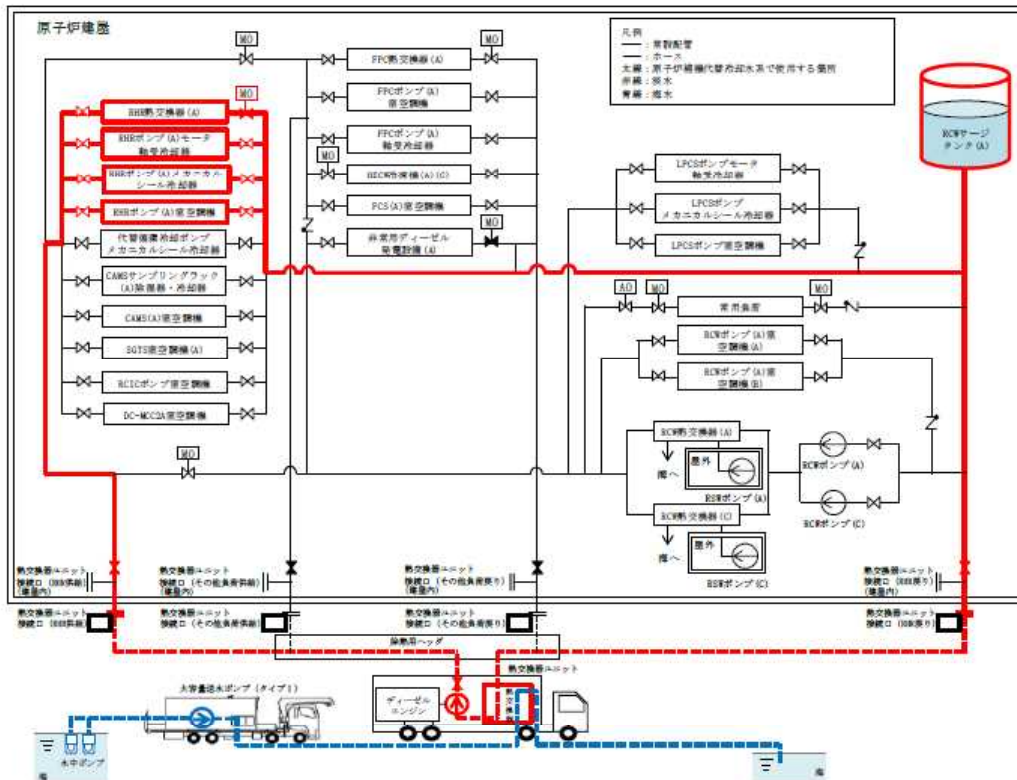 原子炉建屋
凡例
── : 常設配管
── : ホース
太線 : 原子炉補機代替冷却水系で使用する箇所
赤線 : 淡水
青線 : 海水
MO
FPC熱交換器(A)
MO
FPCポンプ(A)
室空調機
FPCポンプ(A)
軸受冷却器
MO
HECW冷凍機(A)(C)
FCS(A)室空調機
非常用ディーゼル
発電設備(A)
MO
RHR熱交換器(A)
MO
RHRポンプ(A)モータ
軸受冷却器
RHRポンプ(A)メカニカル
シール冷却器
RHRポンプ(A)室空調機
代替循環冷却ポンプ
メカニカルシール冷却器
CAMSサンプリングラック
(A)除湿器・冷却器
CAMS(A)室空調機
SGTS室空調機(A)
RCICポンプ室空調機
DC-MCC2A室空調機
MO
LPCSポンプモータ
軸受冷却器
LPCSポンプ
メカニカルシール冷却器
LPCSポンプ室空調機
RCWサージ
タンク(A)
AO
MO
常用負荷
MO
RCWポンプ(A)室
空調機(A)
RCWポンプ(A)室
空調機(B)
RCW熱交換器(A)
海へ
屋外
RSWポンプ(A)
RCW熱交換器(C)
海へ
屋外
RSWポンプ(C)
RCWポンプ(A)
RCWポンプ(C)
熱交換器ユニット
接続口(RHR供給)
(建屋内)
熱交換器ユニット
接続口(その他負荷供給)
(建屋内)
熱交換器ユニット
接続口(その他負荷戻り)
(建屋内)
熱交換器ユニット
接続口(RHR戻り)
(建屋内)
熱交換器ユニット
接続口(RHR供給)
熱交換器ユニット
接続口(その他負荷供給)
熱交換器ユニット
接続口(その他負荷戻り)
熱交換器ユニット
接続口(RHR戻り)
除熱用ヘッダ
熱交換器ユニット
大容量送水ポンプ(タイプI)
ディーゼル
エンジン
熱交換器
水中ポンプ
海
海